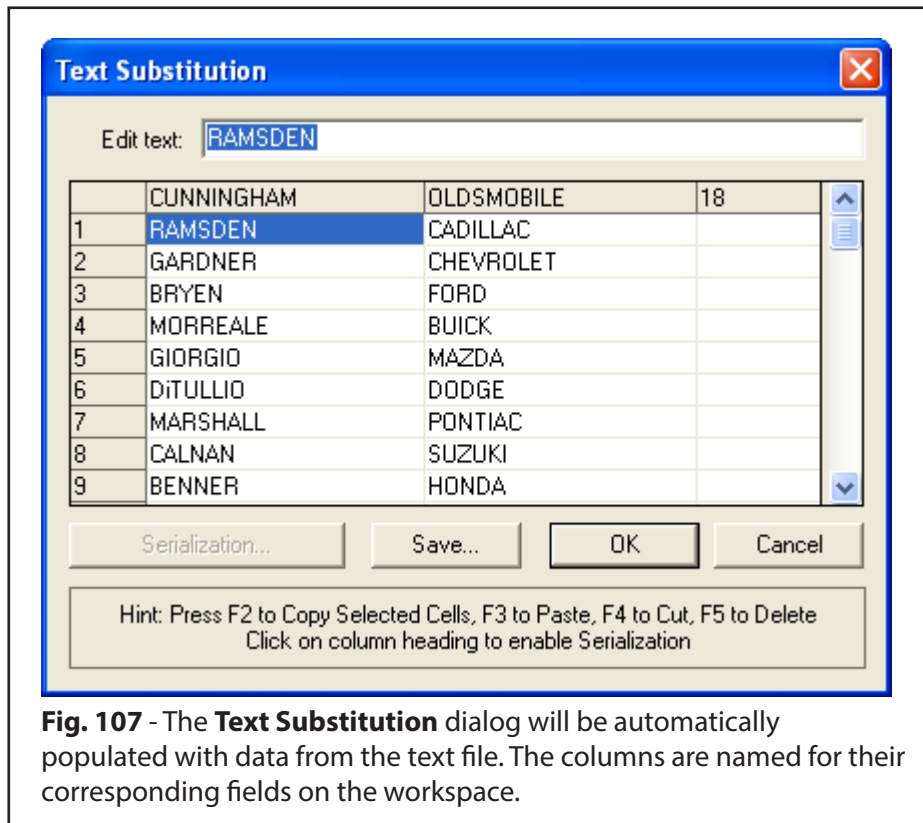 Text Substitution
Edit text: RAMSDEN
CUNNINGHAM OLDSMOBILE 18
1 RAMSDEN CADILLAC
2 GARDNER CHEVROLET
3 BRYEN FORD
4 MORREALE BUICK
5 GIORGIO MAZDA
6 DiTULLIO DODGE
7 MARSHALL PONTIAC
8 CALNAN SUZUKI
9 BENNER HONDA
Serialization... Save... OK Cancel
Hint: Press F2 to Copy Selected Cells, F3 to Paste, F4 to Cut, F5 to Delete
Click on column heading to enable Serialization
Fig. 107 - The Text Substitution dialog will be automatically
populated with data from the text file. The columns are named for their
corresponding fields on the workspace.